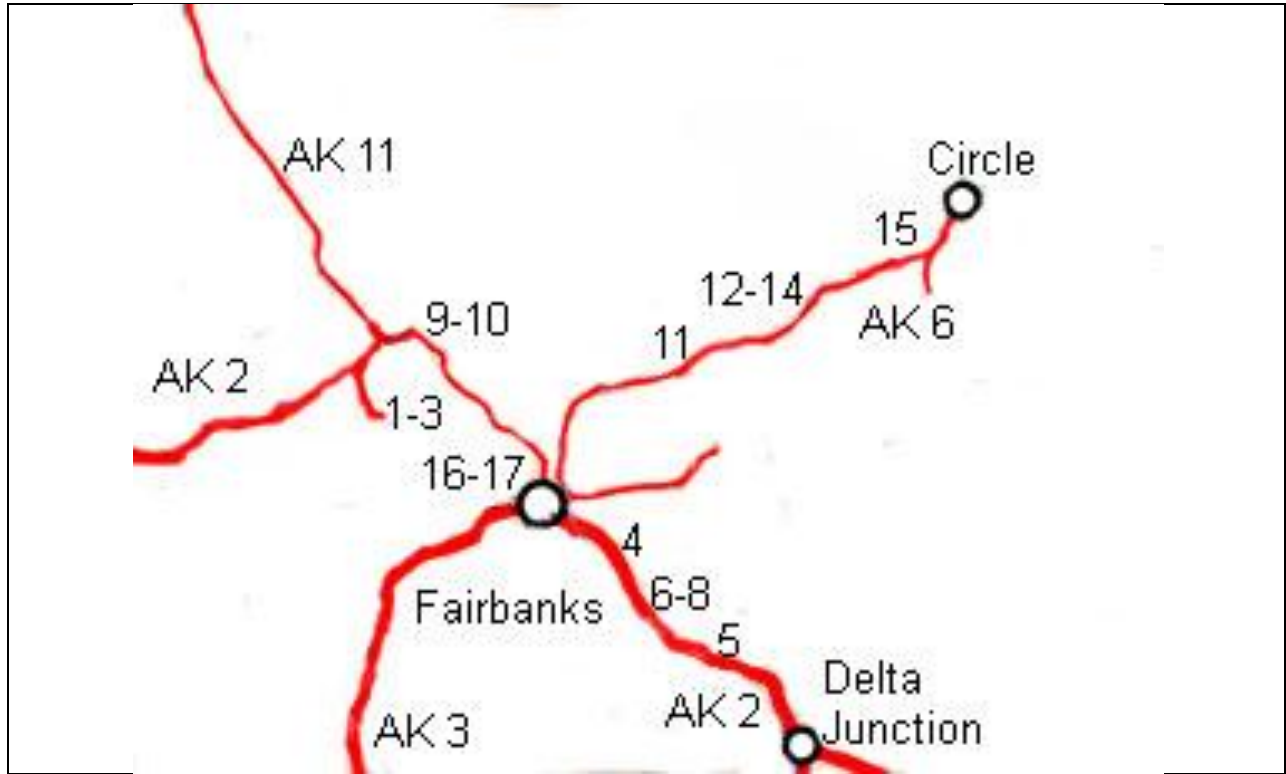 AK 11
Circle
15
12-14
AK 6
9-10
11
AK 2
1-3
16-17
4
6-8
Fairbanks
5
Delta
Junction
AK 2
AK 3